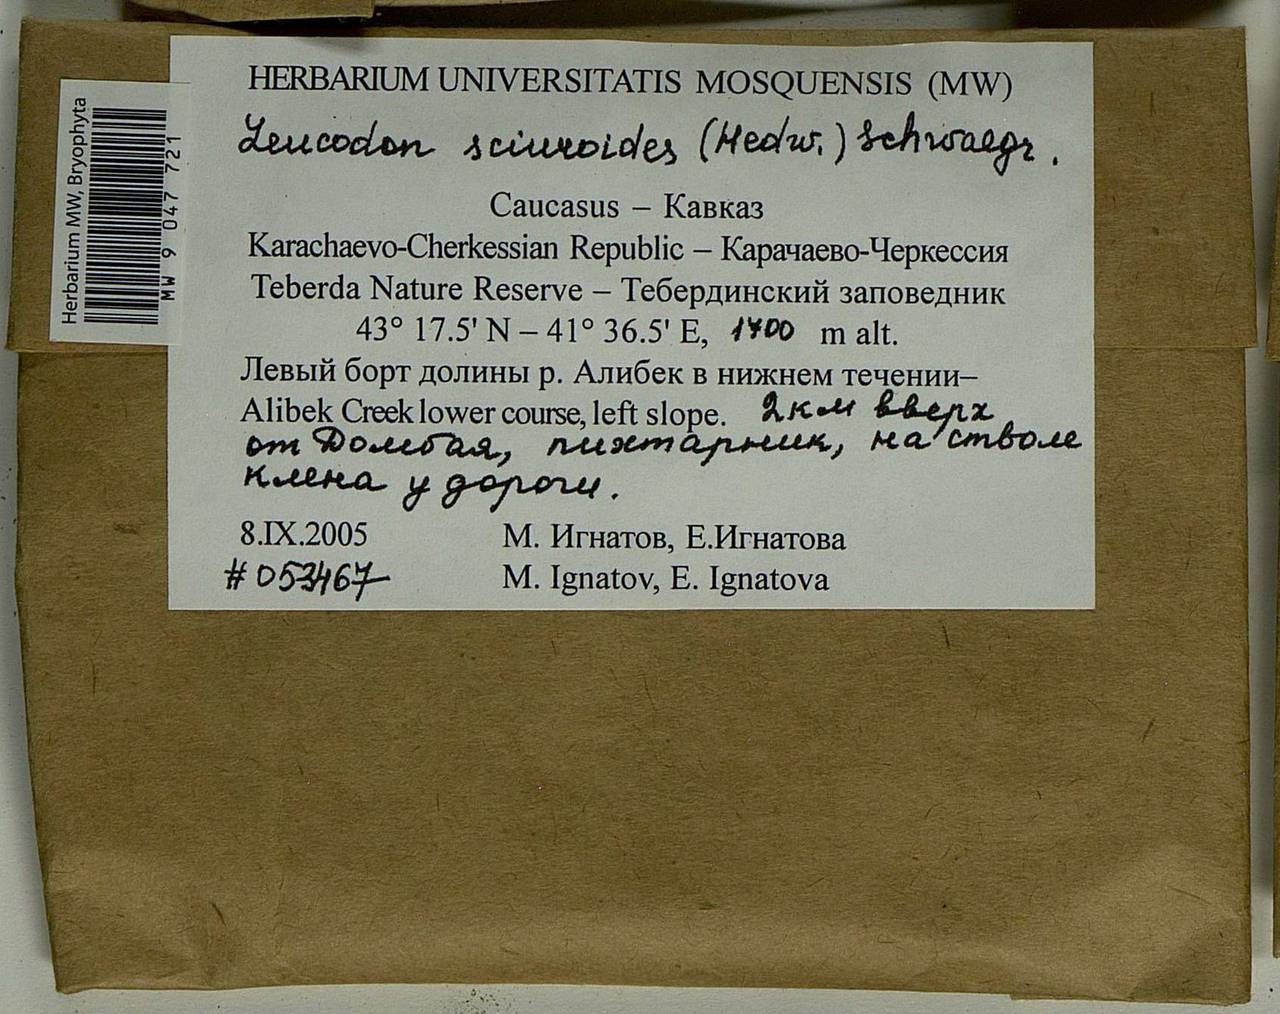 HERBARIUM UNIVERSITATIS MOSQUENSIS (MW)
Leucodon sciuroides (Hedw.) Schwaegr.
Caucasus – Кавказ
Karachaevo-Cherkessian Republic – Карачаево-Черкессия
Teberda Nature Reserve – Тебердинский заповедник
43° 17.5' N – 41° 36.5' E, 1700 m alt.
Левый борт долины р. Алибек в нижнем течении–
Alibek Creek lower course, left slope. 2 км вверх
от Домбая, пихтарник, на стволе
клена у дороги.
8.IX.2005 М. Игнатов, Е.Игнатова
#053467 M. Ignatov, E. Ignatova
Herbarium MW, Bryophyta
MW 9 047 721